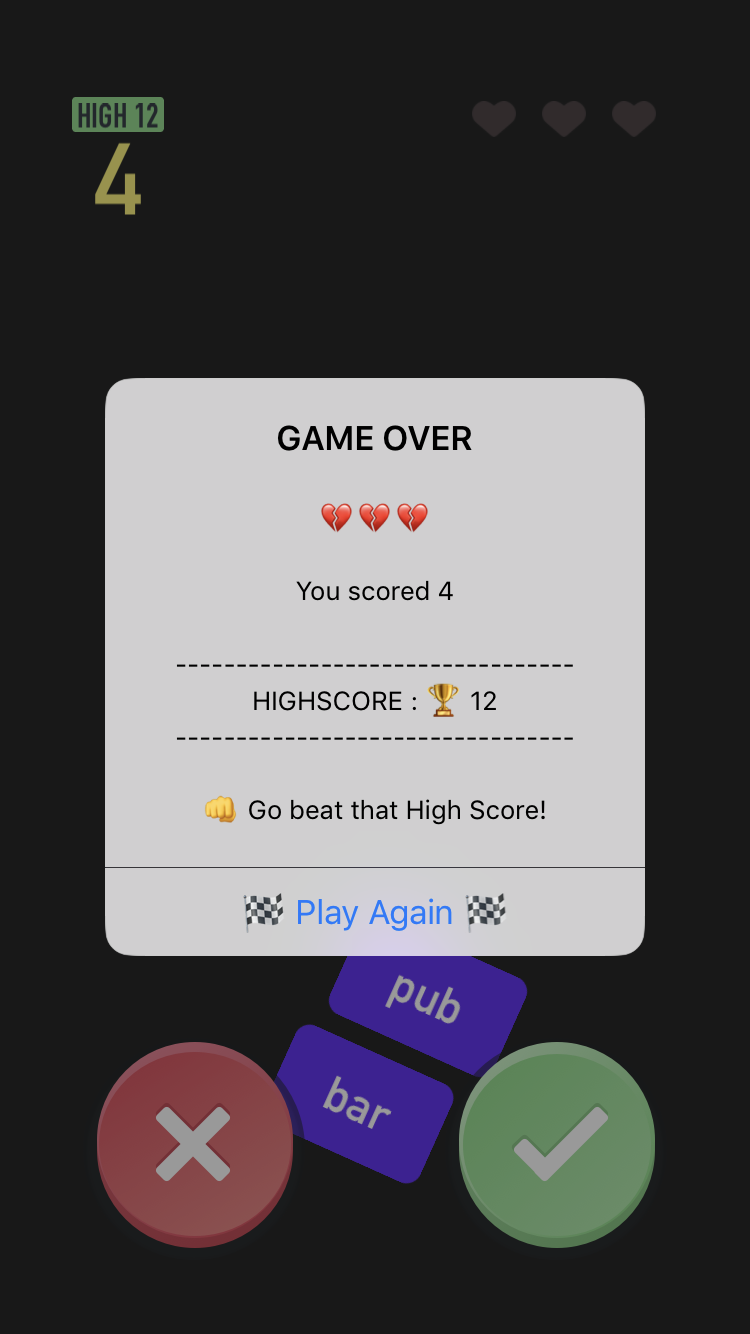 HIGH 12
4
GAME OVER
💔💔💔
You scored 4
---------------------------------
HIGHSCORE : 🏆 12
---------------------------------
👊 Go beat that High Score!
🏁 Play Again 🏁
pub
bar